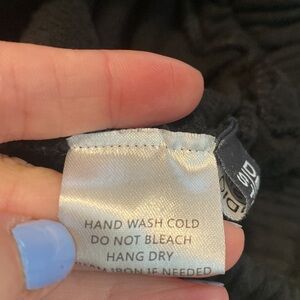 HAND WASH COLD
DO NOT BLEACH
HANG DRY
IRON IF NEEDED